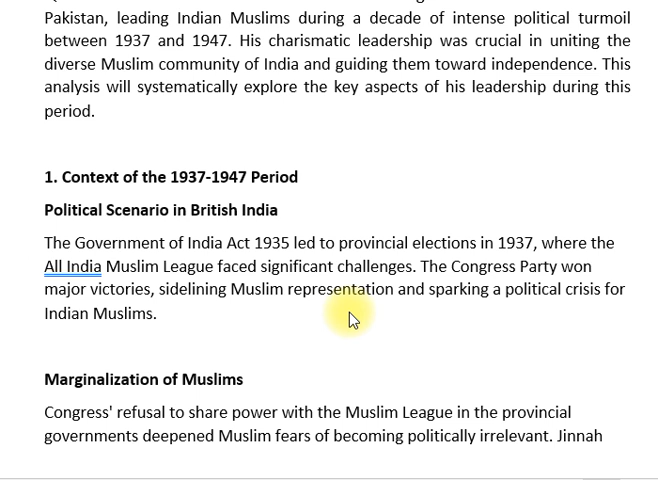 Pakistan, leading Indian Muslims during a decade of intense political turmoil
between 1937 and 1947. His charismatic leadership was crucial in uniting the
diverse Muslim community of India and guiding them toward independence. This
analysis will systematically explore the key aspects of his leadership during this
period.
1. Context of the 1937-1947 Period
Political Scenario in British India
The Government of India Act 1935 led to provincial elections in 1937, where the
All India Muslim League faced significant challenges. The Congress Party won
major victories, sidelining Muslim representation and sparking a political crisis for
Indian Muslims.
Marginalization of Muslims
Congress' refusal to share power with the Muslim League in the provincial
governments deepened Muslim fears of becoming politically irrelevant. Jinnah